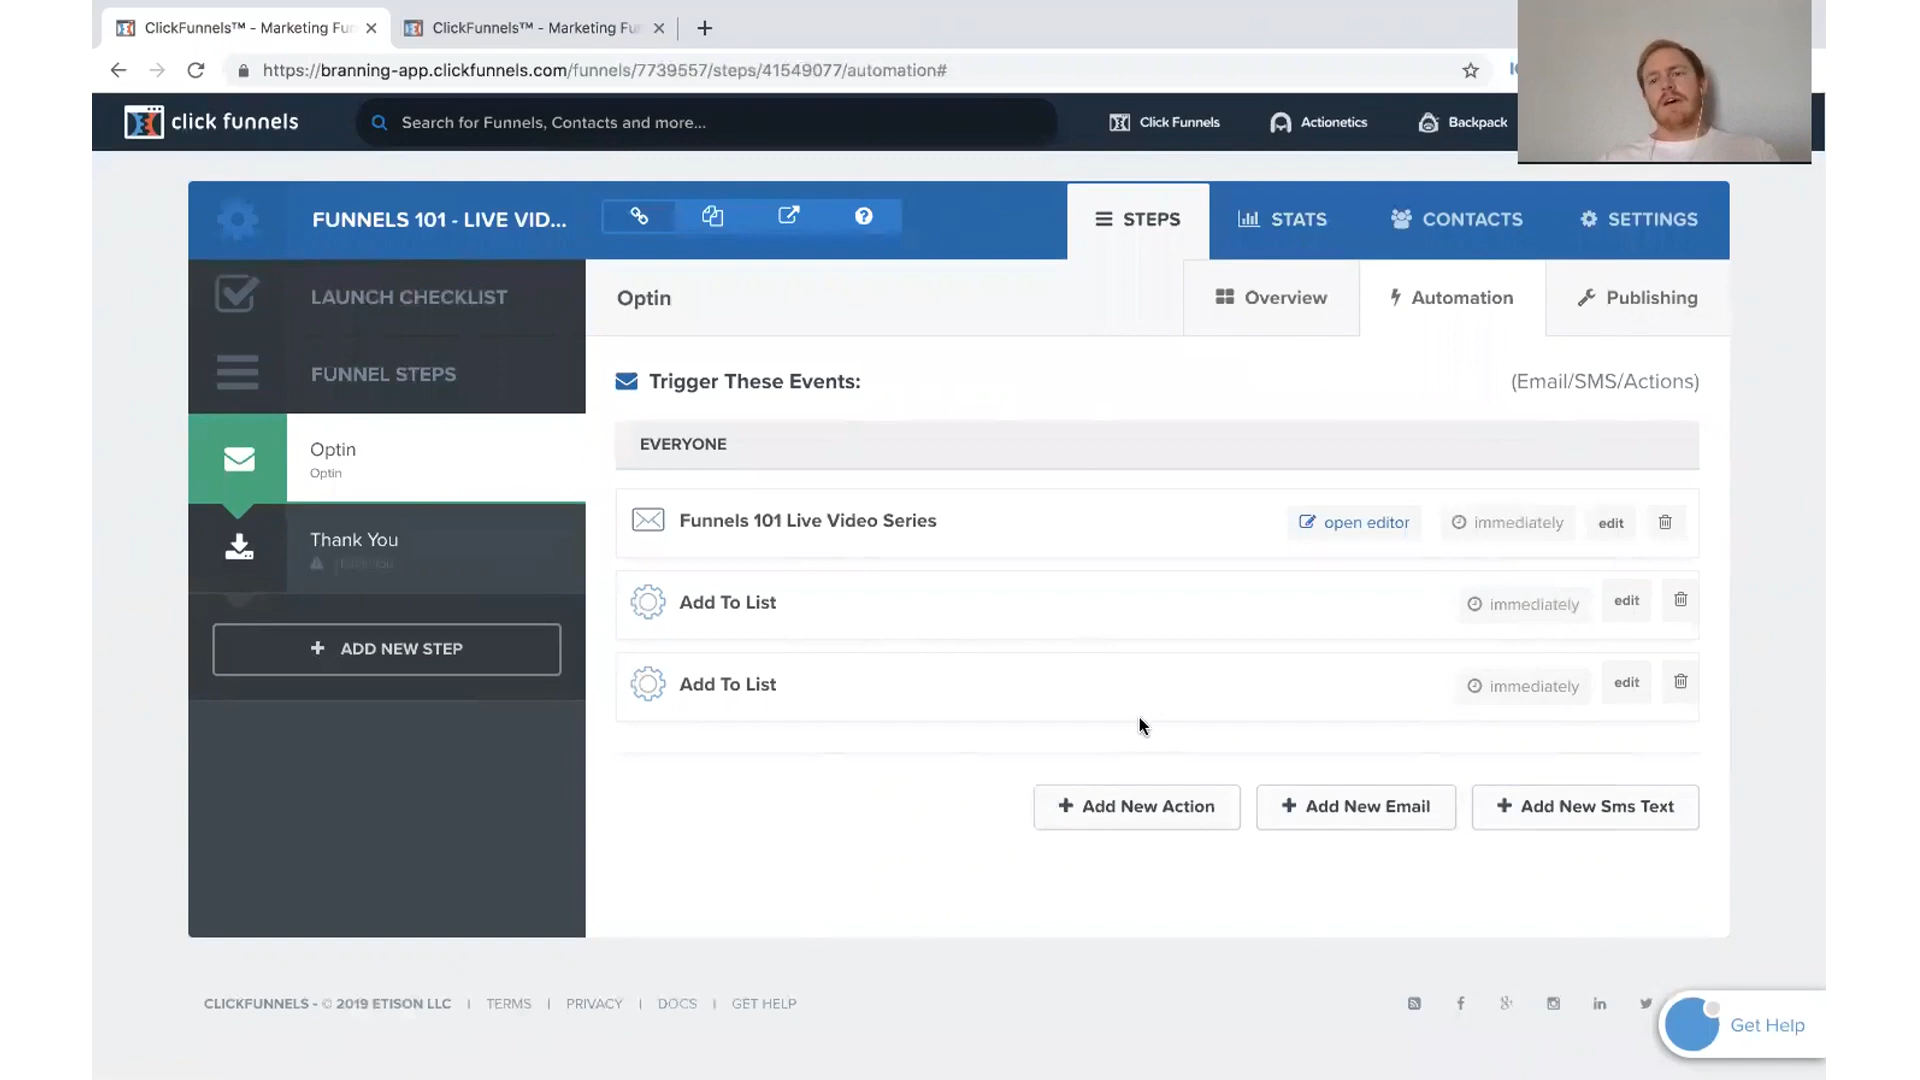 ClickFunnels™ - Marketing Fun
ClickFunnels™ - Marketing Fu
https://branning-app.clickfunnels.com/funnels/7739557/steps/41549077/automation#
click funnels
Search for Funnels, Contacts and more...
Click Funnels
Actionetics
Backpack
FUNNELS 101 - LIVE VID...
STEPS
STATS
CONTACTS
SETTINGS
LAUNCH CHECKLIST
FUNNEL STEPS
Optin
Optin
Thank You
ADD NEW STEP
Optin
Overview
Automation
Publishing
Trigger These Events:
(Email/SMS/Actions)
EVERYONE
Funnels 101 Live Video Series
open editor
immediately
edit
Add To List
immediately
edit
Add To List
immediately
edit
Add New Action
Add New Email
Add New Sms Text
CLICKFUNNELS - © 2019 ETISON LLC | TERMS | PRIVACY | DOCS | GET HELP
Get Help